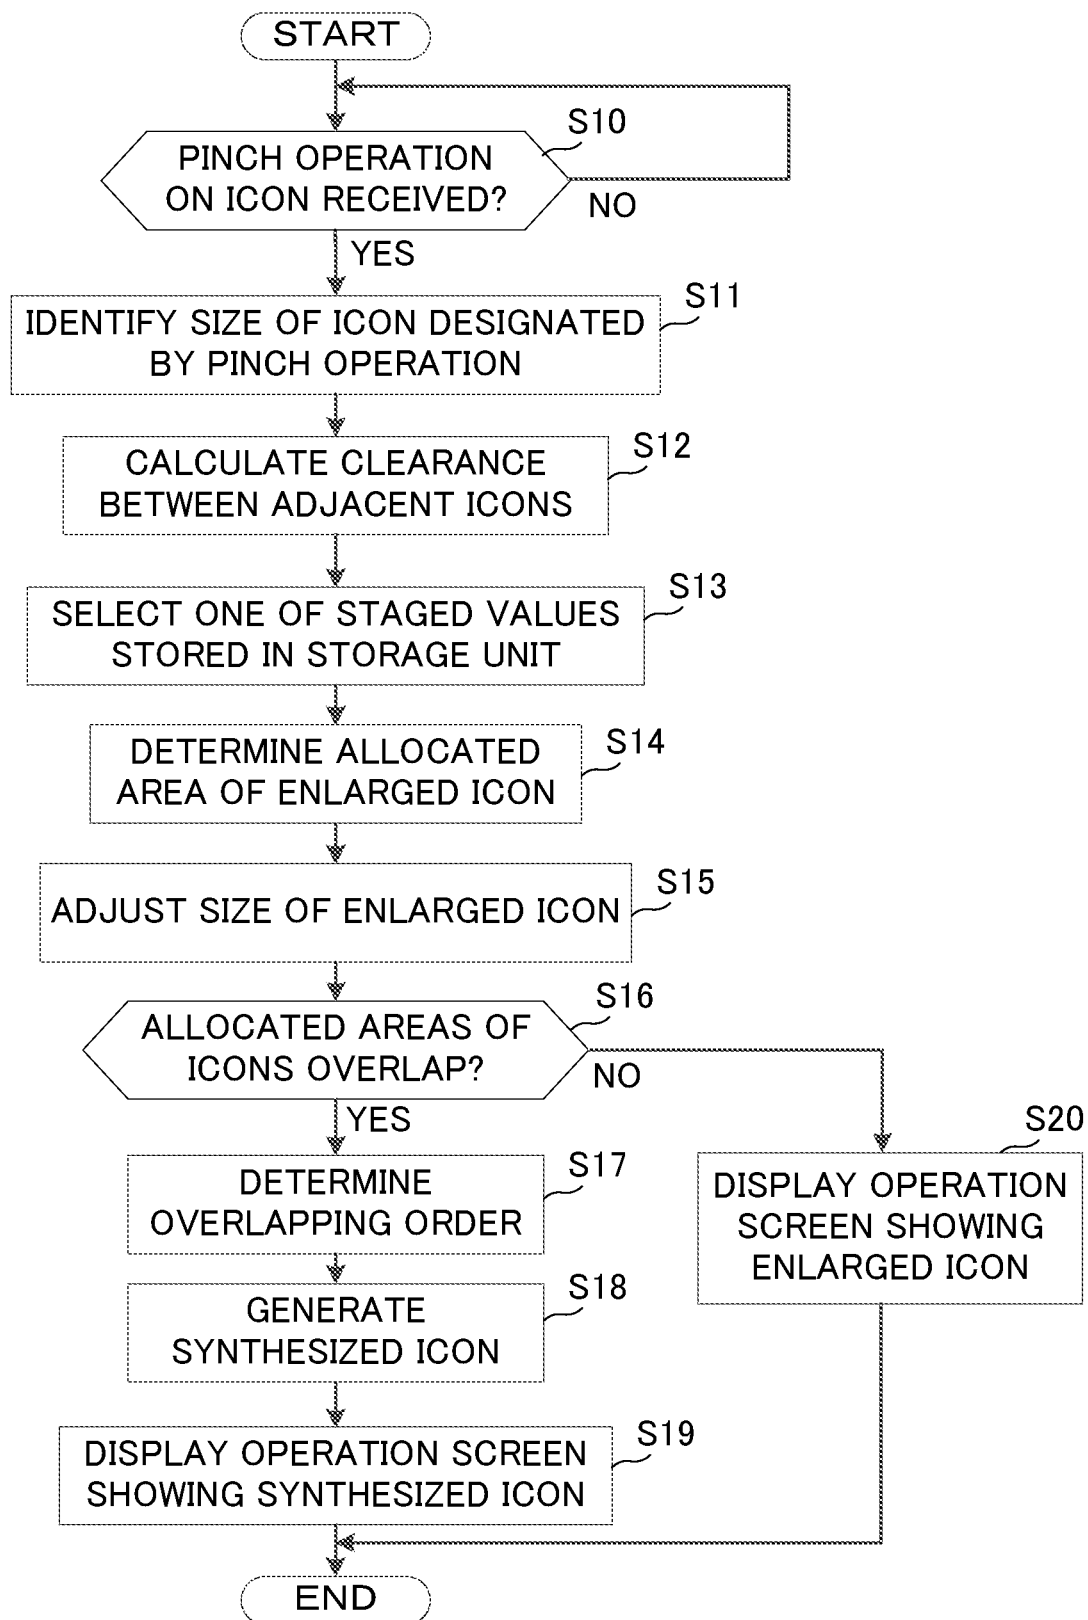 START
S10
PINCH OPERATION
ON ICON RECEIVED?
NO
YES
S11
IDENTIFY SIZE OF ICON DESIGNATED
BY PINCH OPERATION
S12
CALCULATE CLEARANCE
BETWEEN ADJACENT ICONS
S13
SELECT ONE OF STAGED VALUES
STORED IN STORAGE UNIT
S14
DETERMINE ALLOCATED
AREA OF ENLARGED ICON
S15
ADJUST SIZE OF ENLARGED ICON
S16
ALLOCATED AREAS OF
ICONS OVERLAP?
NO
YES
S17
DETERMINE
OVERLAPPING ORDER
S20
DISPLAY OPERATION
SCREEN SHOWING
ENLARGED ICON
S18
GENERATE
SYNTHESIZED ICON
S19
DISPLAY OPERATION SCREEN
SHOWING SYNTHESIZED ICON
END